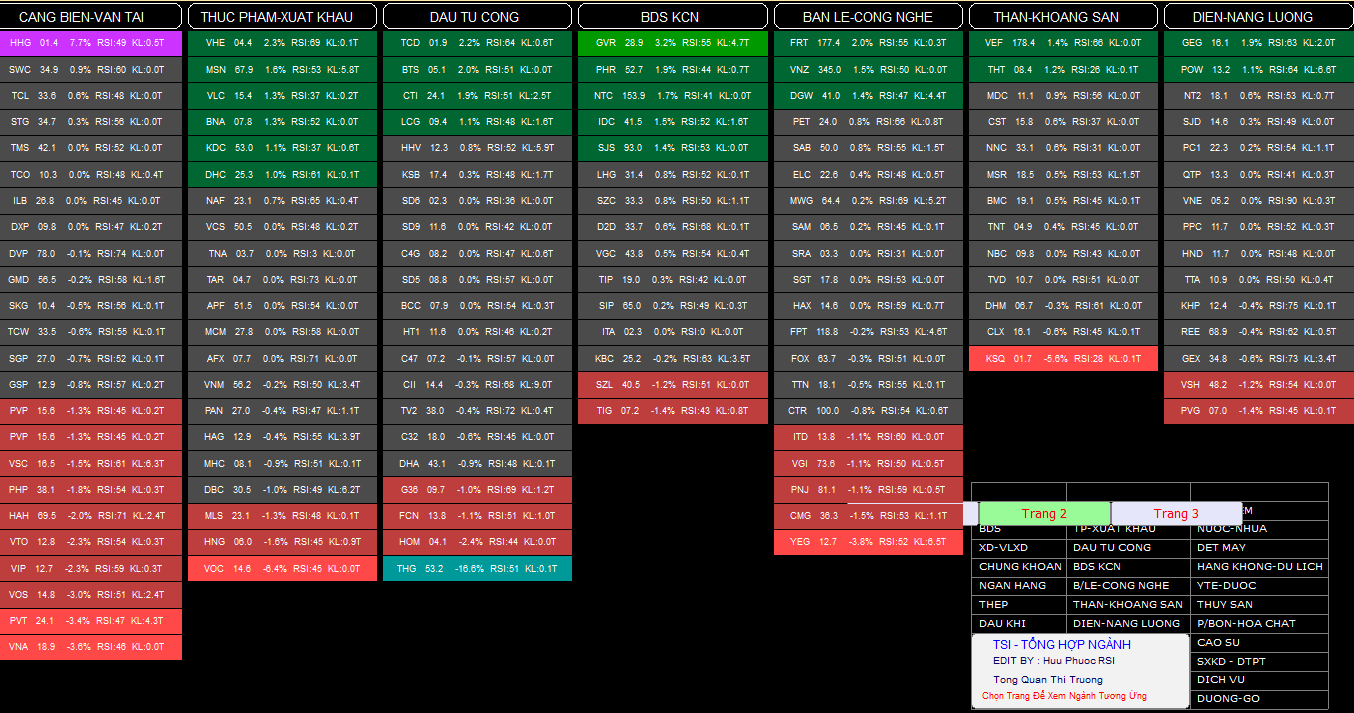 CANG BIEN-VAN TAI
HHG 01.4 7.7% RSI:49 KL:0.5T
SWC 34.9 0.9% RSI:60 KL:0.0T
TCL 33.6 0.6% RSI:48 KL:0.0T
STG 34.7 0.3% RSI:56 KL:0.0T
TMS 42.1 0.0% RSI:52 KL:0.0T
TCO 10.3 0.0% RSI:48 KL:0.4T
ILB 26.8 0.0% RSI:45 KL:0.0T
DXP 09.8 0.0% RSI:47 KL:0.2T
DVP 78.0 -0.1% RSI:74 KL:0.0T
GMD 56.5 -0.2% RSI:58 KL:1.6T
SKG 10.4 -0.5% RSI:56 KL:0.1T
TCW 33.5 -0.6% RSI:55 KL:0.1T
SGP 27.0 -0.7% RSI:52 KL:0.1T
GSP 12.9 -0.8% RSI:57 KL:0.2T
PVP 15.6 -1.3% RSI:45 KL:0.2T
PVP 15.6 -1.3% RSI:45 KL:0.2T
VSC 16.5 -1.5% RSI:61 KL:6.3T
PHP 38.1 -1.8% RSI:54 KL:0.3T
HAH 69.5 -2.0% RSI:71 KL:2.4T
VTO 12.8 -2.3% RSI:54 KL:0.3T
VIP 12.7 -2.3% RSI:59 KL:0.3T
VOS 14.8 -3.0% RSI:51 KL:2.4T
PVT 24.1 -3.4% RSI:47 KL:4.3T
VNA 18.9 -3.6% RSI:46 KL:0.0T
THUC PHAM-XUAT KHAU
VHE 04.4 2.3% RSI:69 KL:0.1T
MSN 67.9 1.6% RSI:53 KL:5.8T
VLC 15.4 1.3% RSI:37 KL:0.2T
BNA 07.8 1.3% RSI:52 KL:0.0T
KDC 53.0 1.1% RSI:37 KL:0.6T
DHC 25.3 1.0% RSI:61 KL:0.1T
NAF 23.1 0.7% RSI:65 KL:0.4T
VCS 50.5 0.0% RSI:48 KL:0.2T
TNA 03.7 0.0% RSI:3 KL:0.0T
TAR 04.7 0.0% RSI:73 KL:0.0T
APF 51.5 0.0% RSI:54 KL:0.0T
MCM 27.8 0.0% RSI:58 KL:0.0T
AFX 07.7 0.0% RSI:71 KL:0.0T
VNM 56.2 -0.2% RSI:50 KL:3.4T
PAN 27.0 -0.4% RSI:47 KL:1.1T
HAG 12.9 -0.4% RSI:55 KL:3.9T
MHC 08.1 -0.9% RSI:51 KL:0.1T
DBC 30.5 -1.0% RSI:49 KL:6.2T
MLS 23.1 -1.3% RSI:48 KL:0.1T
HNG 06.0 -1.6% RSI:45 KL:0.9T
VOC 14.6 -6.4% RSI:45 KL:0.0T
DAU TU CONG
TCD 01.9 2.2% RSI:64 KL:0.6T
BTS 05.1 2.0% RSI:51 KL:0.0T
CTI 24.1 1.9% RSI:51 KL:2.5T
LCG 09.4 1.1% RSI:48 KL:1.6T
HHV 12.3 0.8% RSI:52 KL:5.9T
KSB 17.4 0.3% RSI:48 KL:1.7T
SD6 02.3 0.0% RSI:36 KL:0.0T
SD9 11.6 0.0% RSI:42 KL:0.0T
C4G 08.2 0.0% RSI:47 KL:0.6T
SD5 08.8 0.0% RSI:57 KL:0.0T
BCC 07.9 0.0% RSI:54 KL:0.3T
HT1 11.6 0.0% RSI:46 KL:0.2T
C47 07.2 -0.1% RSI:57 KL:0.0T
CII 14.4 -0.3% RSI:68 KL:9.0T
TV2 38.0 -0.4% RSI:72 KL:0.4T
C32 18.0 -0.6% RSI:45 KL:0.0T
DHA 43.1 -0.9% RSI:48 KL:0.1T
G36 09.7 -1.0% RSI:69 KL:1.2T
FCN 13.8 -1.1% RSI:51 KL:1.0T
HOM 04.1 -2.4% RSI:44 KL:0.0T
THG 53.2 -16.6% RSI:51 KL:0.1T
BDS KCN
GVR 28.9 3.2% RSI:55 KL:4.7T
PHR 52.7 1.9% RSI:44 KL:0.7T
NTC 153.9 1.7% RSI:41 KL:0.0T
IDC 41.5 1.5% RSI:52 KL:1.6T
SJS 93.0 1.4% RSI:53 KL:0.0T
LHG 31.4 0.8% RSI:52 KL:0.1T
SZC 33.3 0.8% RSI:50 KL:1.1T
D2D 33.7 0.6% RSI:68 KL:0.1T
VGC 43.8 0.5% RSI:54 KL:0.4T
TIP 19.0 0.3% RSI:42 KL:0.0T
SIP 65.0 0.2% RSI:49 KL:0.3T
ITA 02.3 0.0% RSI:0 KL:0.0T
KBC 25.2 -0.2% RSI:63 KL:3.5T
SZL 40.5 -1.2% RSI:51 KL:0.0T
TIG 07.2 -1.4% RSI:43 KL:0.8T
BAN LE-CONG NGHE
FRT 177.4 2.0% RSI:55 KL:0.3T
VNZ 345.0 1.5% RSI:50 KL:0.0T
DGW 41.0 1.4% RSI:47 KL:4.4T
PET 24.0 0.8% RSI:66 KL:0.8T
SAB 50.0 0.8% RSI:55 KL:1.5T
ELC 22.6 0.4% RSI:48 KL:0.5T
MWG 64.4 0.2% RSI:69 KL:5.2T
SAM 06.5 0.2% RSI:45 KL:0.1T
SRA 03.3 0.0% RSI:31 KL:0.0T
SGT 17.8 0.0% RSI:53 KL:0.0T
HAX 14.6 0.0% RSI:59 KL:0.7T
FPT 118.8 -0.2% RSI:53 KL:4.6T
FOX 63.7 -0.3% RSI:51 KL:0.0T
TTN 18.1 -0.5% RSI:55 KL:0.1T
CTR 100.0 -0.8% RSI:54 KL:0.6T
ITD 13.8 -1.1% RSI:60 KL:0.0T
VGI 73.6 -1.1% RSI:50 KL:0.5T
PNJ 81.1 -1.1% RSI:59 KL:0.5T
CMG 36.3 -1.5% RSI:53 KL:1.1T
YEG 12.7 -3.8% RSI:52 KL:6.5T
THAN-KHOANG SAN
VEF 178.4 1.4% RSI:66 KL:0.0T
THT 08.4 1.2% RSI:26 KL:0.1T
MDC 11.1 0.9% RSI:56 KL:0.0T
CST 15.8 0.6% RSI:37 KL:0.0T
NNC 33.1 0.6% RSI:31 KL:0.0T
MSR 18.5 0.5% RSI:53 KL:1.5T
BMC 19.1 0.5% RSI:45 KL:0.1T
TNT 04.9 0.4% RSI:45 KL:0.0T
NBC 09.8 0.0% RSI:43 KL:0.0T
TVD 10.7 0.0% RSI:51 KL:0.0T
DHM 06.7 -0.3% RSI:61 KL:0.0T
CLX 16.1 -0.6% RSI:45 KL:0.1T
KSQ 01.7 -5.6% RSI:28 KL:0.1T
DIEN-NANG LUONG
GEG 16.1 1.9% RSI:63 KL:2.0T
POW 13.2 1.1% RSI:64 KL:6.6T
NT2 18.1 0.6% RSI:53 KL:0.7T
SJD 14.6 0.3% RSI:49 KL:0.0T
PC1 22.3 0.2% RSI:54 KL:1.1T
QTP 13.3 0.0% RSI:41 KL:0.3T
VNE 05.2 0.0% RSI:90 KL:0.3T
PPC 11.7 0.0% RSI:52 KL:0.3T
HND 11.7 0.0% RSI:48 KL:0.0T
TTA 10.9 0.0% RSI:50 KL:0.4T
KHP 12.4 -0.4% RSI:75 KL:0.1T
REE 68.9 -0.4% RSI:62 KL:0.5T
GEX 34.8 -0.6% RSI:73 KL:3.4T
VSH 48.2 -1.2% RSI:54 KL:0.0T
PVG 07.0 -1.4% RSI:45 KL:0.1T
Trang 2 Trang 3 EM
BDS TP-XUAT KHAU NUOC-NHUA
XD-VLXD DAU TU CONG DET MAY
CHUNG KHOAN BDS KCN HANG KHONG-DU LICH
NGAN HANG B/LE-CONG NGHE YTE-DUOC
THEP THAN-KHOANG SAN THUY SAN
DAU KHI DIEN-NANG LUONG P/BON-HOA CHAT
CAO SU
SXKD - DTPT
DICH VU
DUONG-GO
TSI - TỔNG HỢP NGÀNH
EDIT BY : Huu Phuoc RSI
Tong Quan Thi Truong
Chọn Trang Để Xem Ngành Tương Ứng